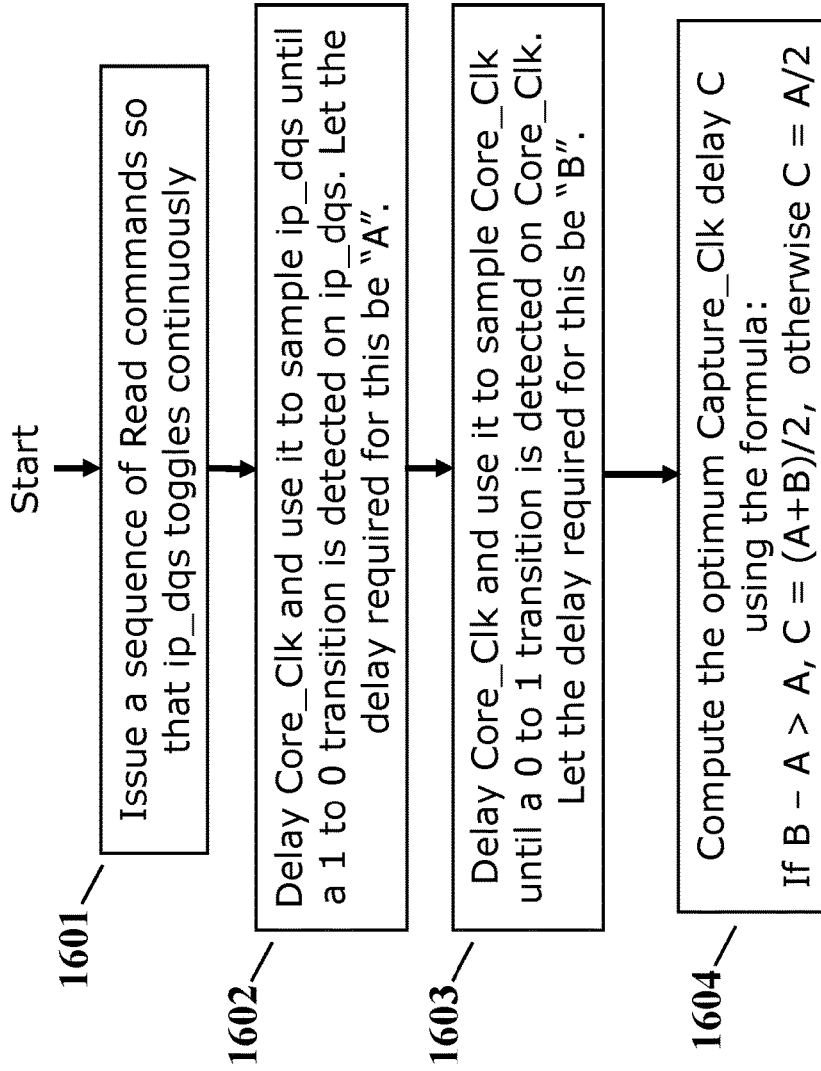 Start
1601
Issue a sequence of Read commands so
that ip_dqs toggles continuously
1602
Delay Core_Clk and use it to sample ip_dqs until
a 1 to 0 transition is detected on ip_dqs. Let the
delay required for this be “A”.
1603
Delay Core_Clk and use it to sample Core_Clk
until a 0 to 1 transition is detected on Core_Clk.
Let the delay required for this be “B”.
1604
Compute the optimum Capture_Clk delay C
using the formula:
If B – A > A, C = (A+B)/2, otherwise C = A/2